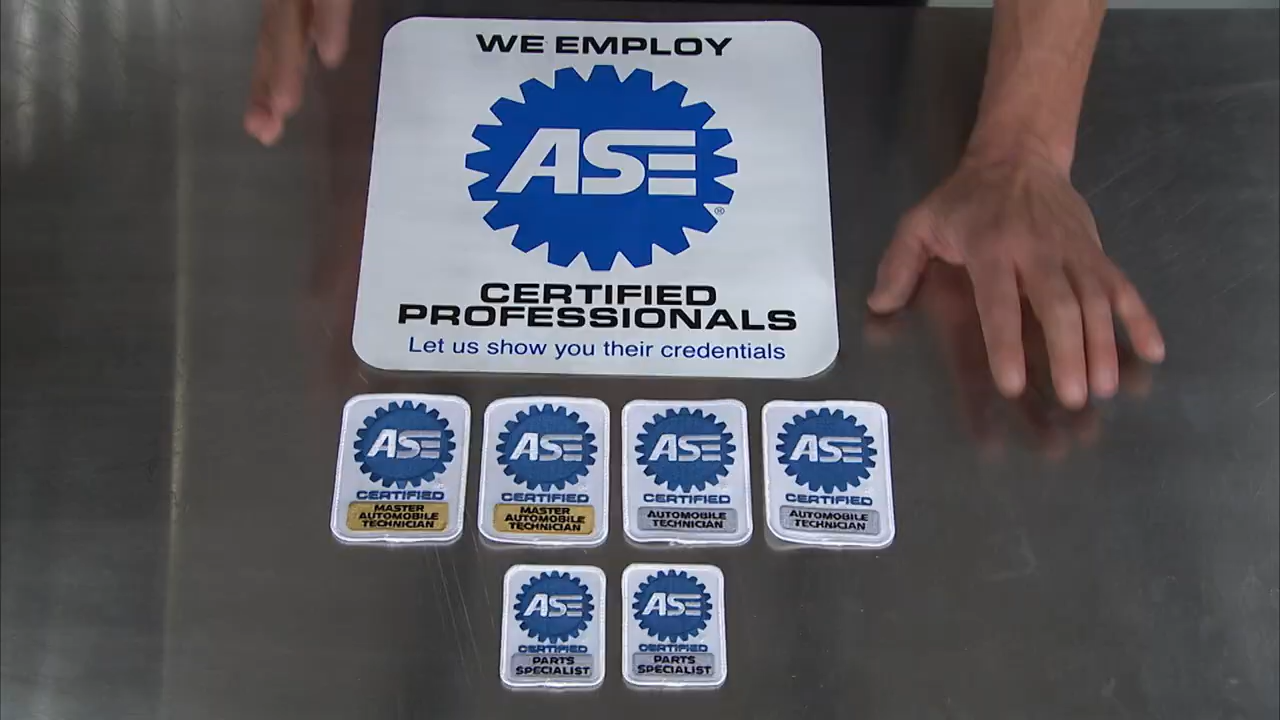 WE EMPLOY
ASE
®
CERTIFIED
PROFESSIONALS
Let us show you their credentials
ASE
CERTIFIED
MASTER
AUTOMOBILE
TECHNICIAN
ASE
CERTIFIED
MASTER
AUTOMOBILE
TECHNICIAN
ASE
CERTIFIED
AUTOMOBILE
TECHNICIAN
ASE
CERTIFIED
AUTOMOBILE
TECHNICIAN
ASE
CERTIFIED
PARTS
SPECIALIST
ASE
CERTIFIED
PARTS
SPECIALIST